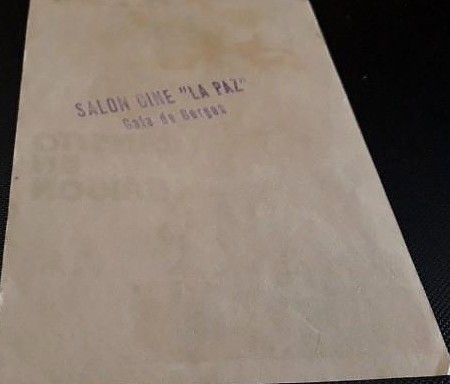 SALON CINE "LA PAZ"
Gata de Gorgos